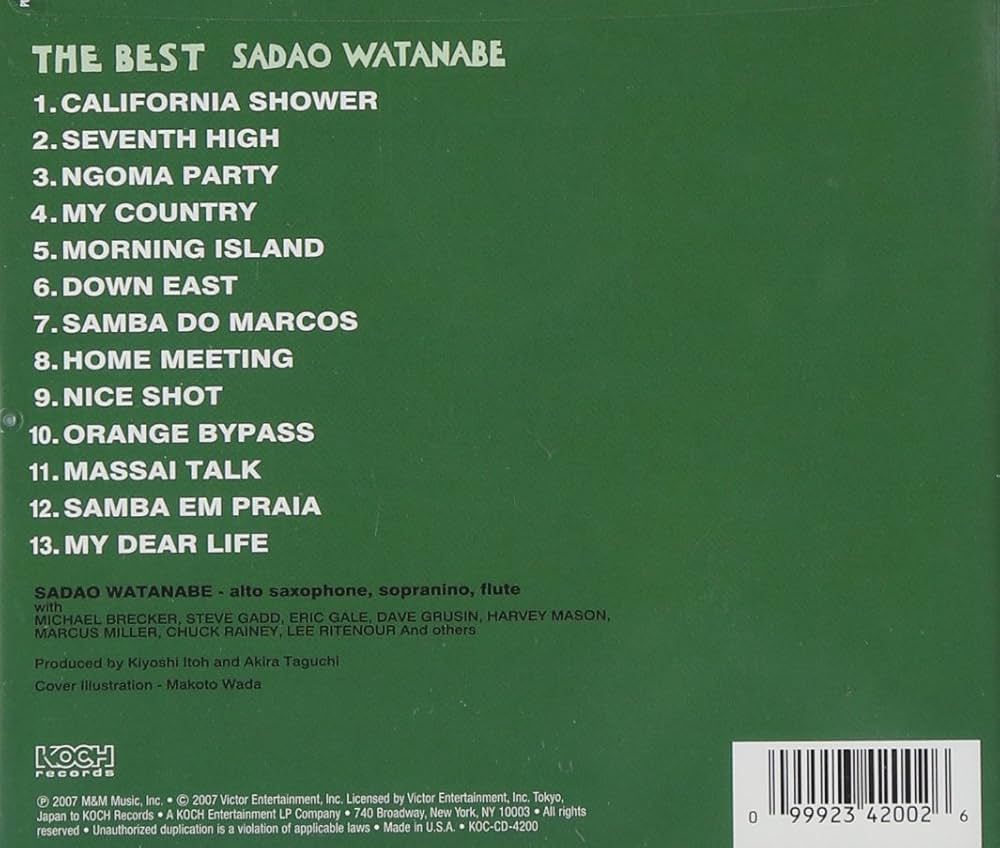 THE BEST SADAO WATANABE
1. CALIFORNIA SHOWER
2. SEVENTH HIGH
3. NGOMA PARTY
4. MY COUNTRY
5. MORNING ISLAND
6. DOWN EAST
7. SAMBA DO MARCOS
8. HOME MEETING
9. NICE SHOT
10. ORANGE BYPASS
11. MASSAI TALK
12. SAMBA EM PRAIA
13. MY DEAR LIFE
SADAO WATANABE - alto saxophone, sopranino, flute
with
MICHAEL BRECKER, STEVE GADD, ERIC GALE, DAVE GRUSIN, HARVEY MASON,
MARCUS MILLER, CHUCK RAINEY, LEE RITENOUR And others
Produced by Kiyoshi Itoh and Akira Taguchi
Cover Illustration - Makoto Wada
KOCH
records
℗ 2007 M&M Music, Inc. • © 2007 Victor Entertainment, Inc. Licensed by Victor Entertainment, Inc. Tokyo,
Japan to KOCH Records • A KOCH Entertainment LP Company • 740 Broadway, New York, NY 10003 • All rights
reserved • Unauthorized duplication is a violation of applicable laws • Made in U.S.A. • KOC-CD-4200
0 99923 42002 6